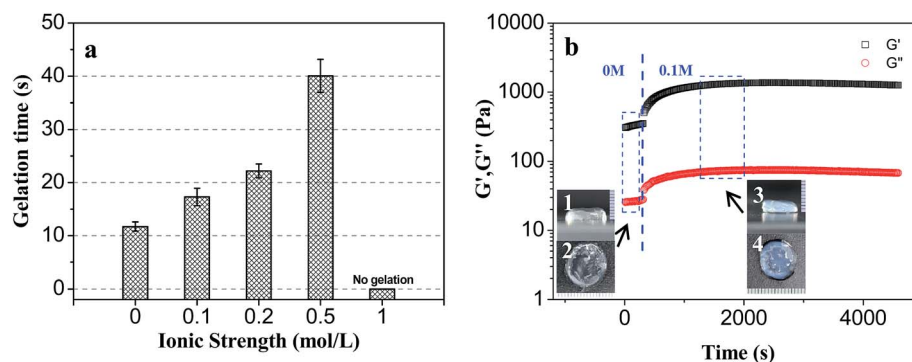 a
Gelation time (s)
50
40
30
20
10
0
No gelation
0 0.1 0.2 0.5 1
Ionic Strength (mol/L)
b
G',G'' (Pa)
10000
1000
100
10
1
0M 0.1M
G'
G"
1
2
3
4
0 2000 4000
Time (s)